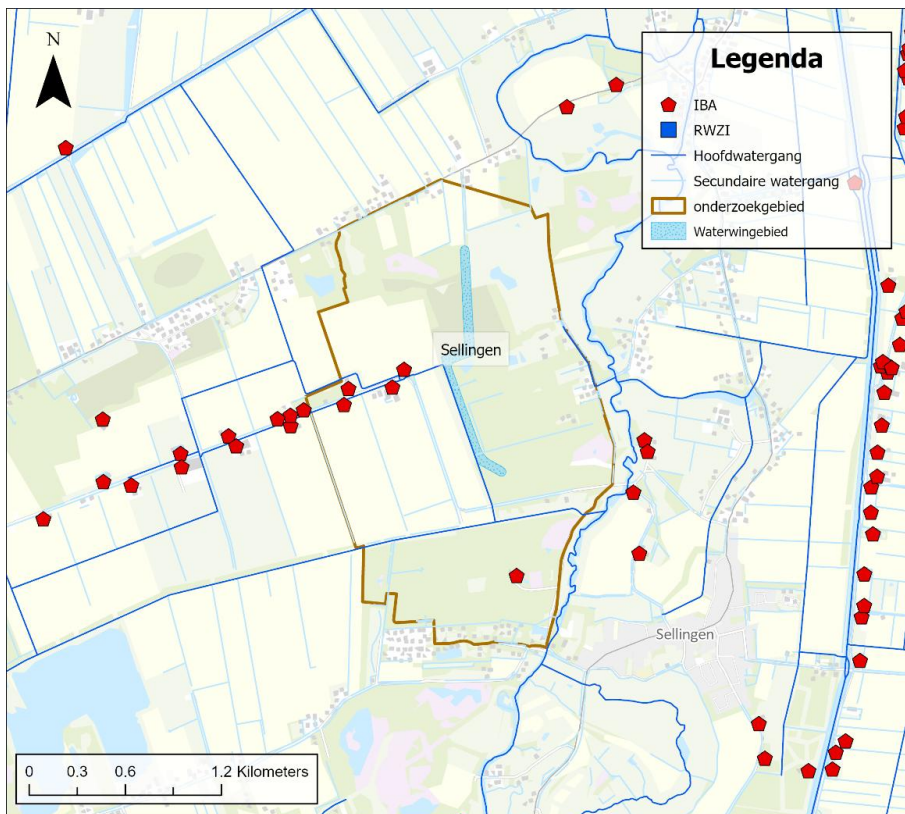 N
Legenda
IBA
RWZI
Hoofdwatergang
Secundaire watergang
onderzoekgebied
Waterwingebied
Sellingen
Sellingen
0 0.3 0.6 1.2 Kilometers